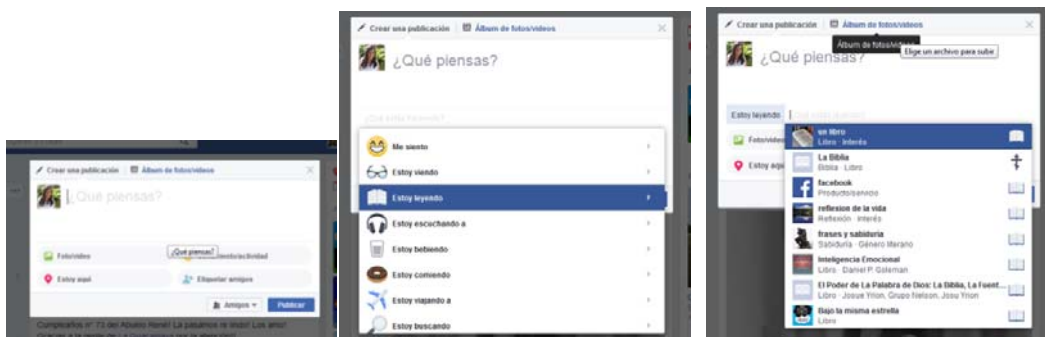 Crear una publicación
Álbum de fotos/videos
¿Qué piensas?
Foto/video
¿Qué piensas?
Estoy aquí
Etiquetar amigos
Amigos
Publicar
Crear una publicación
Álbum de fotos/videos
¿Qué piensas?
Me siento
Estoy viendo
Estoy leyendo
Estoy escuchando a
Estoy bebiendo
Estoy comiendo
Estoy viajando a
Estoy buscando
Crear una publicación
Álbum de fotos/videos
Álbum de fotos/videos
Elige un archivo para subir
¿Qué piensas?
Estoy leyendo
Foto/video
Estoy aquí
un libro
Libro · Interés
La Biblia
Biblia · Libro
facebook
Producto/servicio
reflexion de la vida
Reflexión · Interés
frases y sabiduria
Sabiduría · Género literario
Inteligencia Emocional
Libro · Daniel P. Goleman
El Poder de La Palabra de Dios: La Biblia, La Fuent...
Libro · Josue Yrion, Grupo Nelson, Josu Yrion
Bajo la misma estrella
Libro